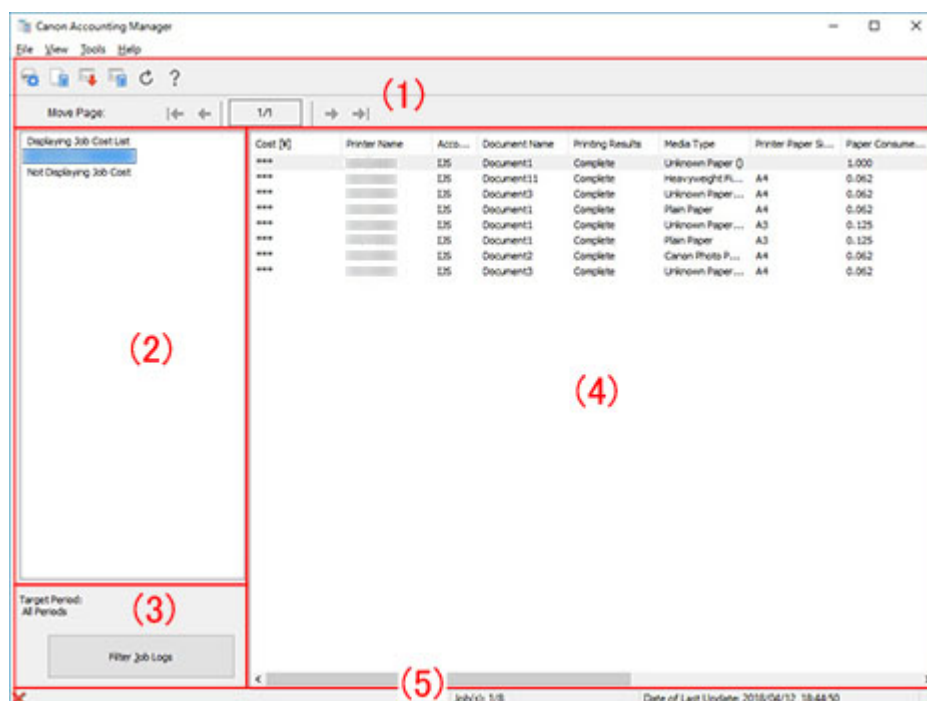 Canon Accounting Manager
File View Tools Help
(1)
Move Page: 1/1
Displaying Job Cost List
Not Displaying Job Cost
(2)
Cost [¥] Printer Name Acco... Document Name Printing Results Media Type Printer Paper Si... Paper Consume...
*** IJS Document1 Complete Unknown Paper () 1.000
*** IJS Document11 Complete Heavyweight Fi... A4 0.062
*** IJS Document3 Complete Unknown Paper... A4 0.062
*** IJS Document1 Complete Plain Paper A4 0.062
*** IJS Document1 Complete Unknown Paper... A3 0.125
*** IJS Document1 Complete Plain Paper A3 0.125
*** IJS Document2 Complete Canon Photo P... A4 0.062
*** IJS Document3 Complete Unknown Paper... A4 0.062
(4)
Target Period:
All Periods
(3)
Filter Job Logs
(5)
Job(s): 1/8 Date of Last Update: 2018/04/12 18:44:50